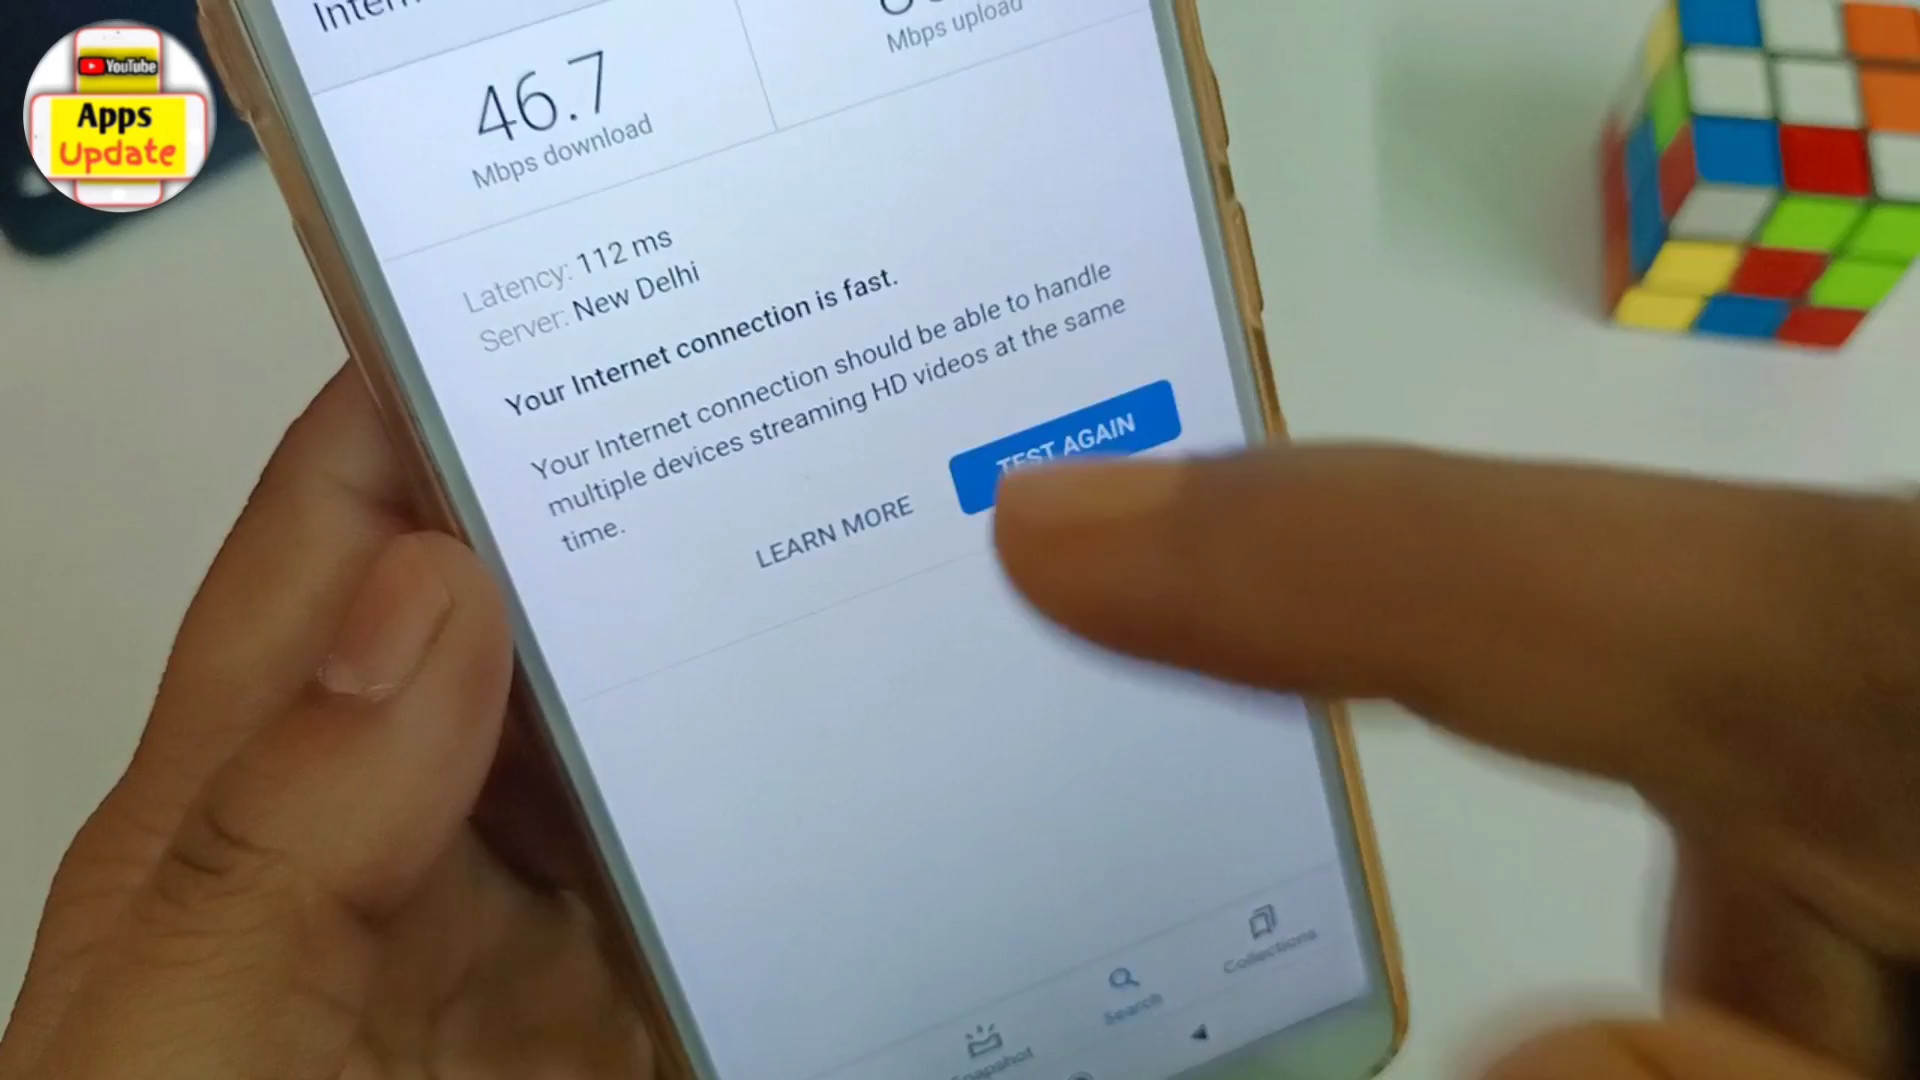 YouTube
Apps
Update
46.7
Mbps download
Mbps upload
Latency: 112 ms
Server: New Delhi
Your Internet connection is fast.
Your Internet connection should be able to handle
multiple devices streaming HD videos at the same
time.
LEARN MORE
TEST AGAIN
Snapshot
Search
Collections